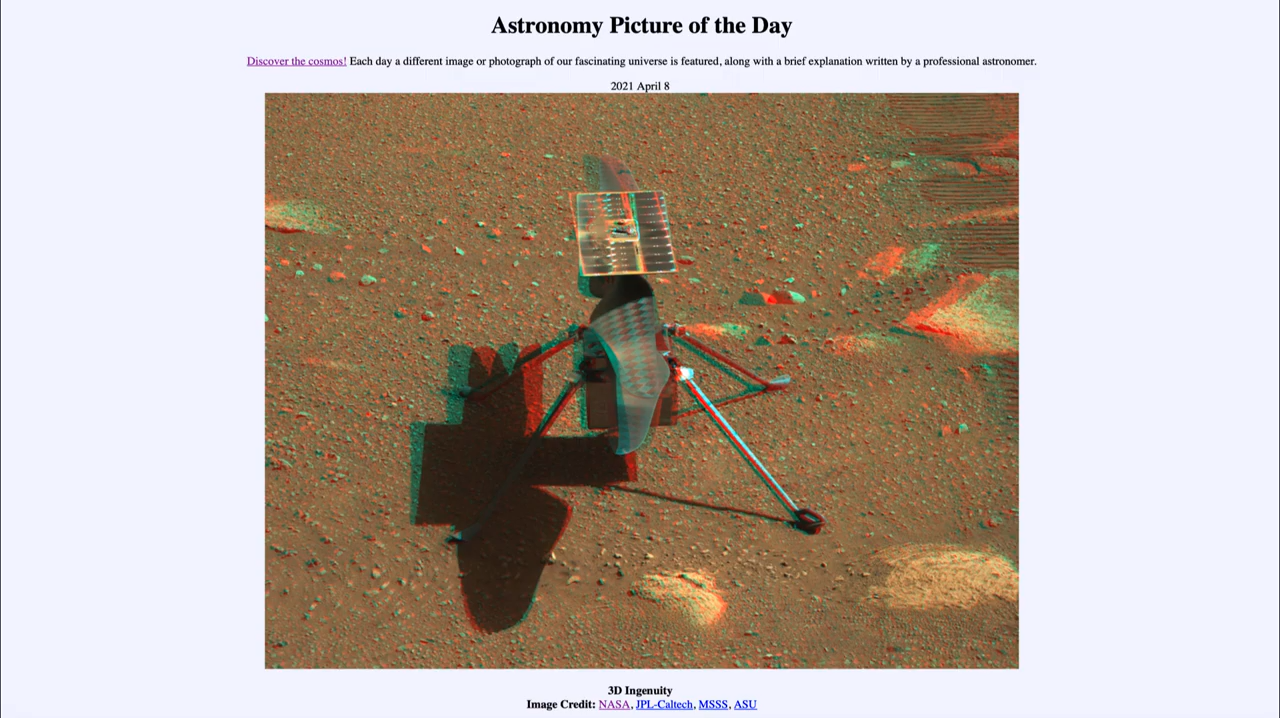 Astronomy Picture of the Day
Discover the cosmos! Each day a different image or photograph of our fascinating universe is featured, along with a brief explanation written by a professional astronomer.
2021 April 8
3D Ingenuity
Image Credit: NASA, JPL-Caltech, MSSS, ASU